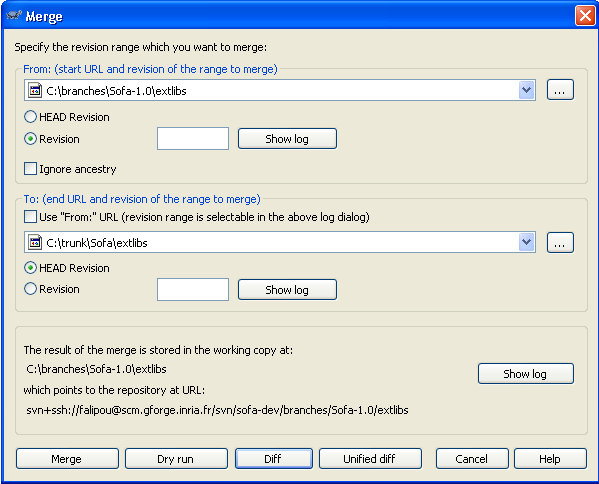 Merge
Specify the revision range which you want to merge:
From: (start URL and revision of the range to merge)
C:\branches\Sofa-1.0\extlibs
...
HEAD Revision
Revision
Show log
Ignore ancestry
To: (end URL and revision of the range to merge)
Use "From:" URL (revision range is selectable in the above log dialog)
C:\trunk\Sofa\extlibs
...
HEAD Revision
Revision
Show log
The result of the merge is stored in the working copy at:
C:\branches\Sofa-1.0\extlibs
Show log
which points to the repository at URL:
svn+ssh://falipou@scm.gforge.inria.fr/svn/sofa-dev/branches/Sofa-1.0/extlibs
Merge
Dry run
Diff
Unified diff
Cancel
Help